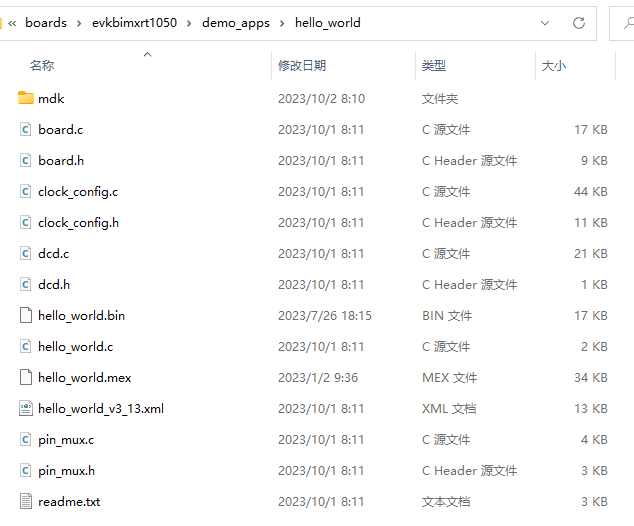 « boards > evkbimxrt1050 > demo_apps > hello_world
名称 修改日期 类型 大小
mdk 2023/10/2 8:10 文件夹
board.c 2023/10/1 8:11 C 源文件 17 KB
board.h 2023/10/1 8:11 C Header 源文件 9 KB
clock_config.c 2023/10/1 8:11 C 源文件 44 KB
clock_config.h 2023/10/1 8:11 C Header 源文件 11 KB
dcd.c 2023/10/1 8:11 C 源文件 21 KB
dcd.h 2023/10/1 8:11 C Header 源文件 1 KB
hello_world.bin 2023/7/26 18:15 BIN 文件 17 KB
hello_world.c 2023/10/1 8:11 C 源文件 2 KB
hello_world.mex 2023/1/2 9:36 MEX 文件 34 KB
hello_world_v3_13.xml 2023/10/1 8:11 XML 文档 13 KB
pin_mux.c 2023/10/1 8:11 C 源文件 4 KB
pin_mux.h 2023/10/1 8:11 C Header 源文件 3 KB
readme.txt 2023/10/1 8:11 文本文档 3 KB